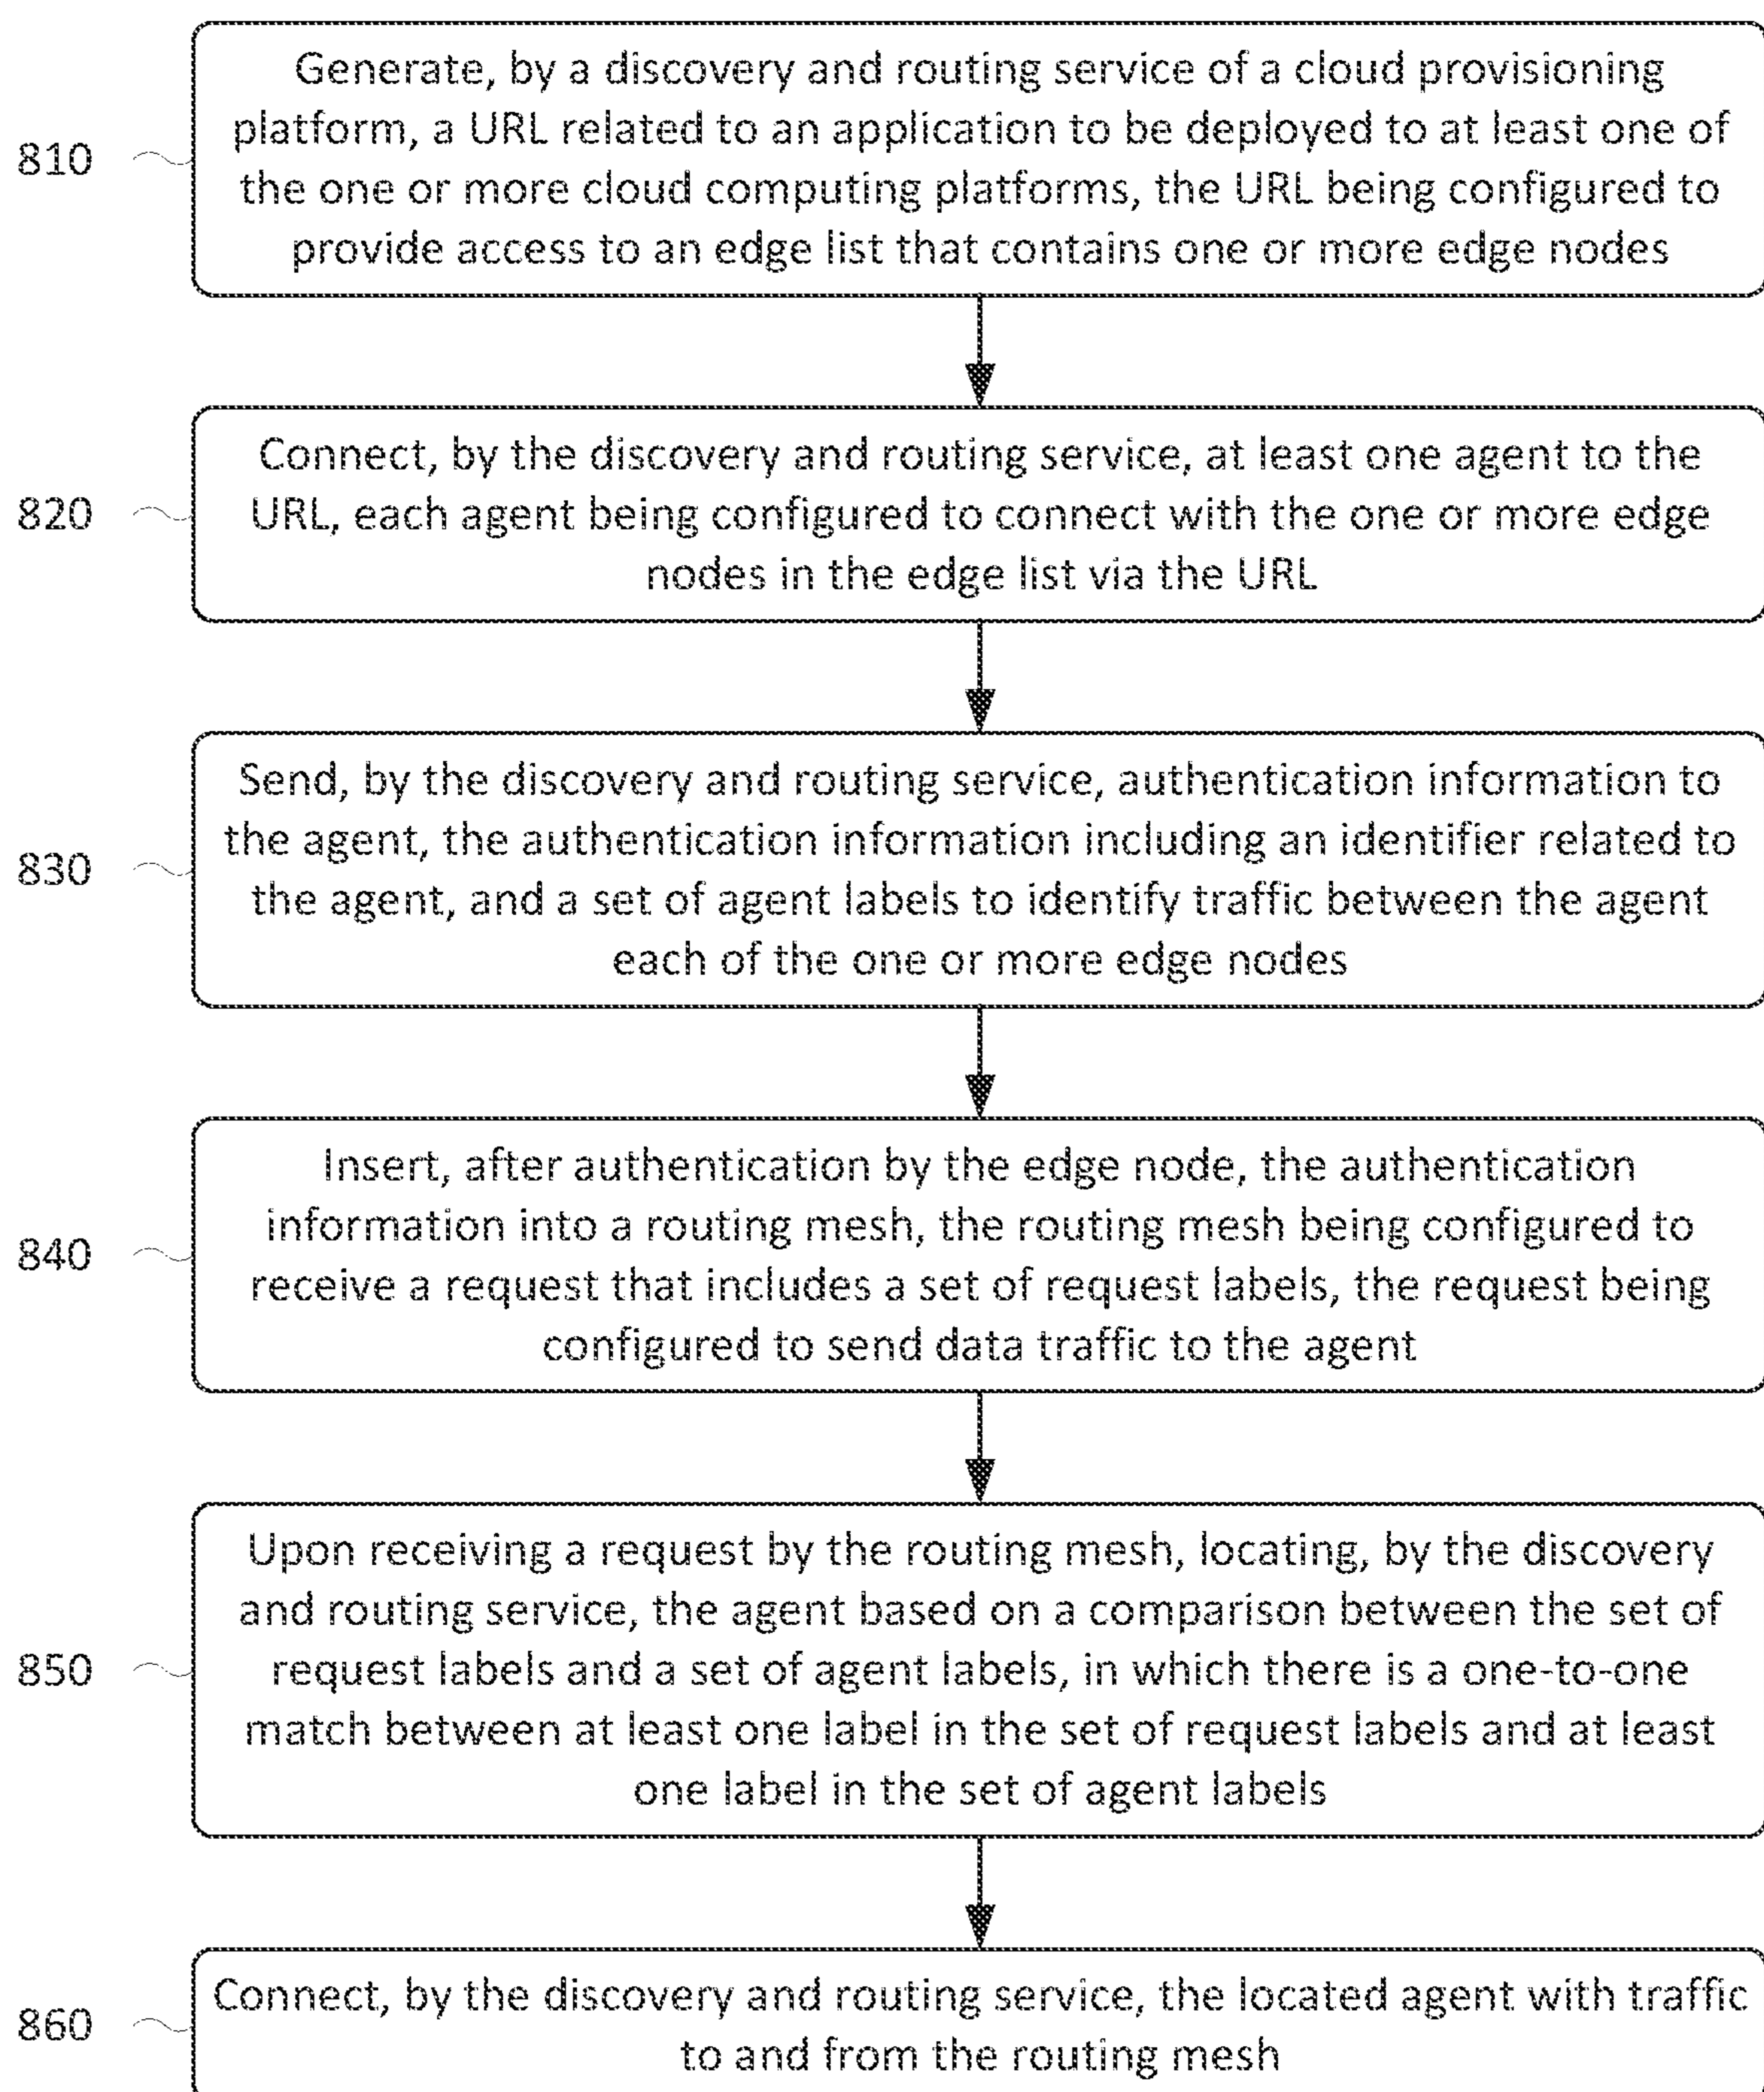 810
Generate, by a discovery and routing service of a cloud provisioning
platform, a URL related to an application to be deployed to at least one of
the one or more cloud computing platforms, the URL being configured to
provide access to an edge list that contains one or more edge nodes
820
Connect, by the discovery and routing service, at least one agent to the
URL, each agent being configured to connect with the one or more edge
nodes in the edge list via the URL
830
Send, by the discovery and routing service, authentication information to
the agent, the authentication information including an identifier related to
the agent, and a set of agent labels to identify traffic between the agent
each of the one or more edge nodes
840
Insert, after authentication by the edge node, the authentication
information into a routing mesh, the routing mesh being configured to
receive a request that includes a set of request labels, the request being
configured to send data traffic to the agent
850
Upon receiving a request by the routing mesh, locating, by the discovery
and routing service, the agent based on a comparison between the set of
request labels and a set of agent labels, in which there is a one-to-one
match between at least one label in the set of request labels and at least
one label in the set of agent labels
860
Connect, by the discovery and routing service, the located agent with traffic
to and from the routing mesh